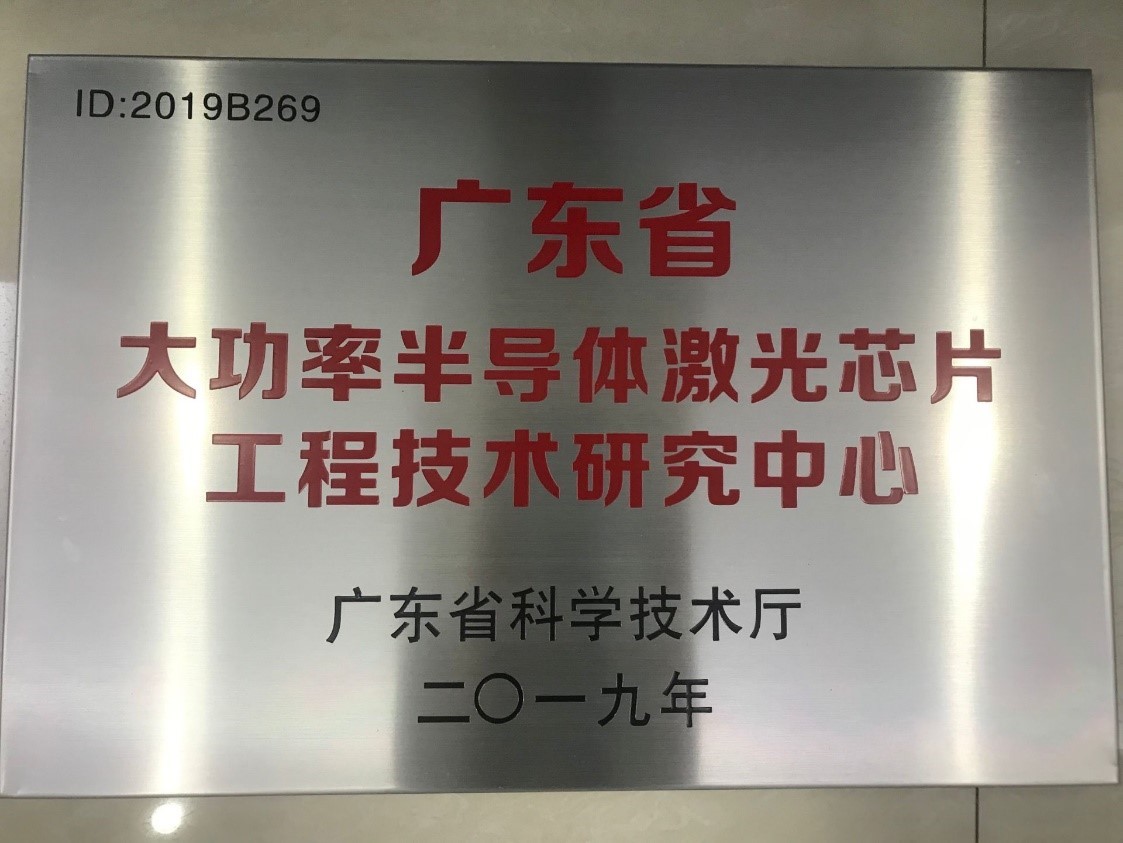 ID:2019B269
广东省
大功率半导体激光芯片
工程技术研究中心
广东省科学技术厅
二〇一九年